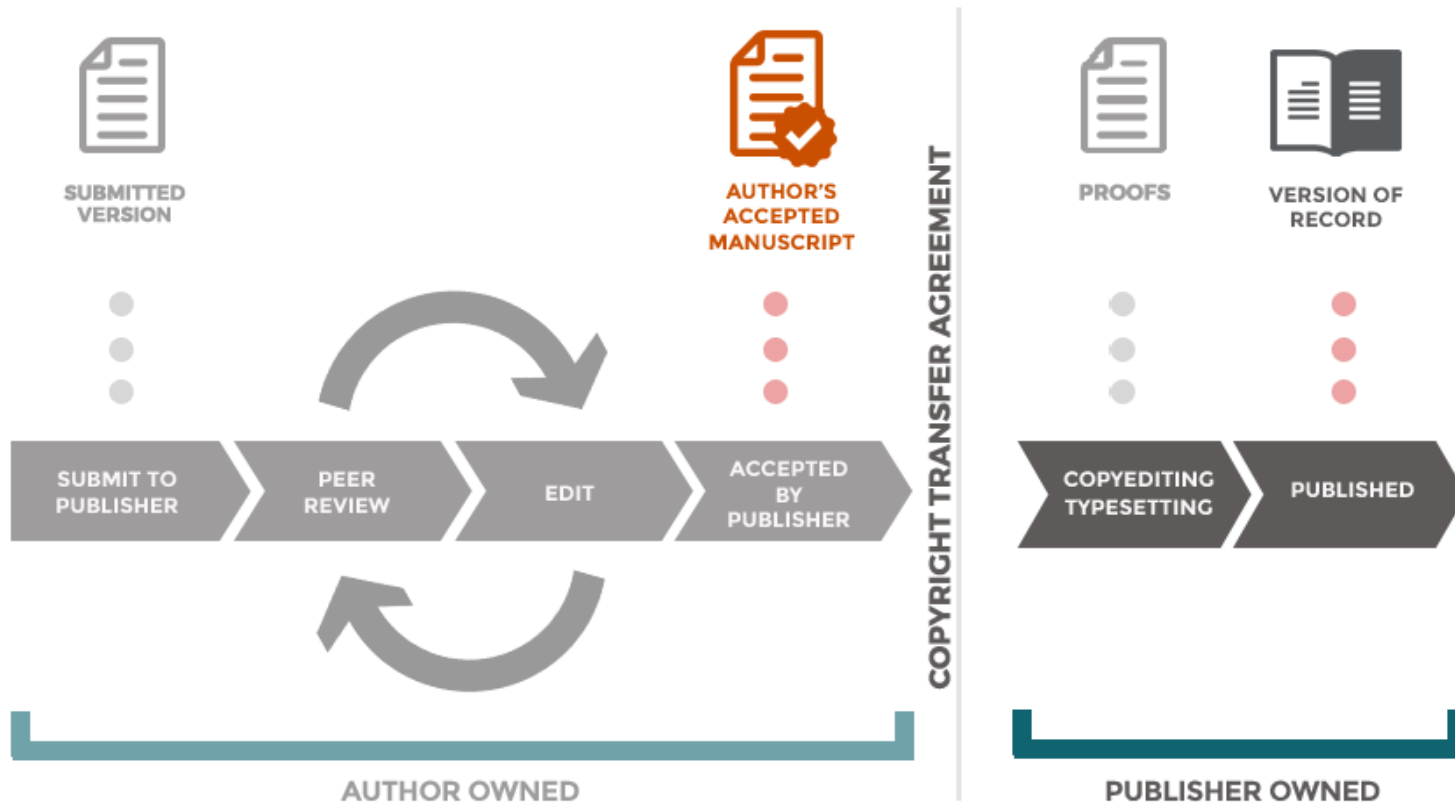 SUBMITTED
VERSION
AUTHOR'S
ACCEPTED
MANUSCRIPT
COPYRIGHT TRANSFER AGREEMENT
PROOFS
VERSION OF
RECORD
SUBMIT TO
PUBLISHER
PEER
REVIEW
EDIT
ACCEPTED
BY
PUBLISHER
COPYEDITING
TYPESETTING
PUBLISHED
AUTHOR OWNED
PUBLISHER OWNED